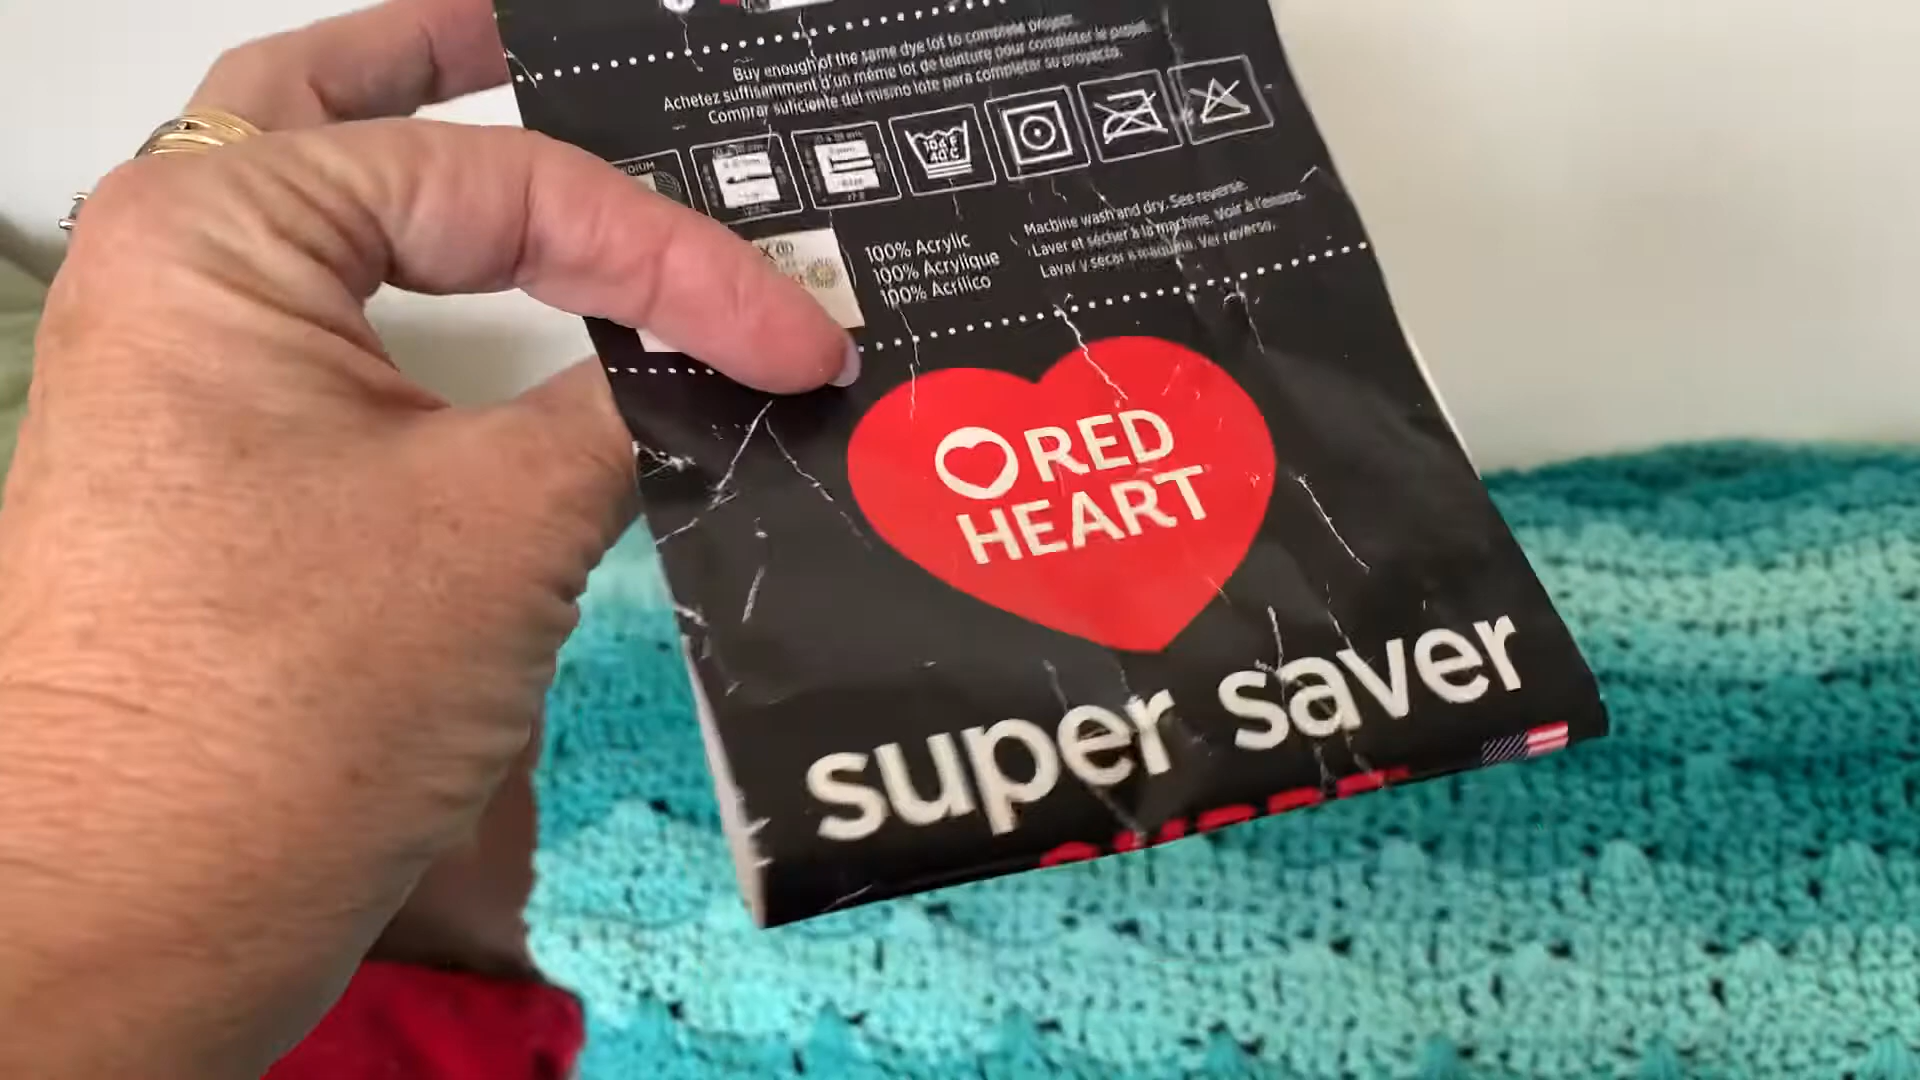 Buy enough of the same dye lot to complete project.
Achetez suffisamment d'un même lot de teinture pour compléter le projet.
Comprar suficiente del mismo lote para completar su proyecto.
104 F
40°C
100% Acrylic
100% Acrylique
100% Acrílico
Machine wash and dry. See reverse.
Laver et sécher à la machine. Voir à l'endos.
Lavar y secar a máquina. Ver reverso.
RED
HEART
super saver